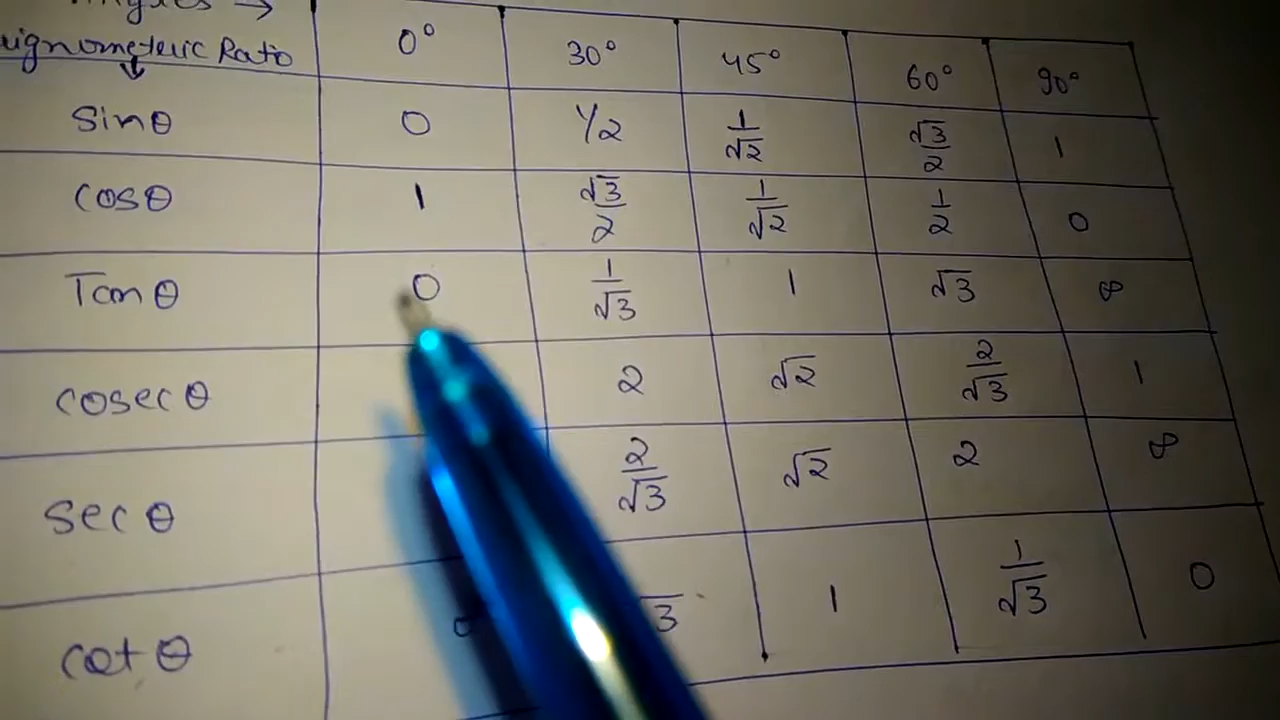 Angles →
Trignometeric Ratio ↓ 0° 30° 45° 60° 90°
Sinθ 0 1/2 1/√2 √3/2 1
Cosθ 1 √3/2 1/√2 1/2 0
Tanθ 0 1/√3 1 √3 ∞
Cosecθ 2 √2 2/√3 1
Secθ 2/√3 √2 2 ∞
Cotθ √3 1 1/√3 0